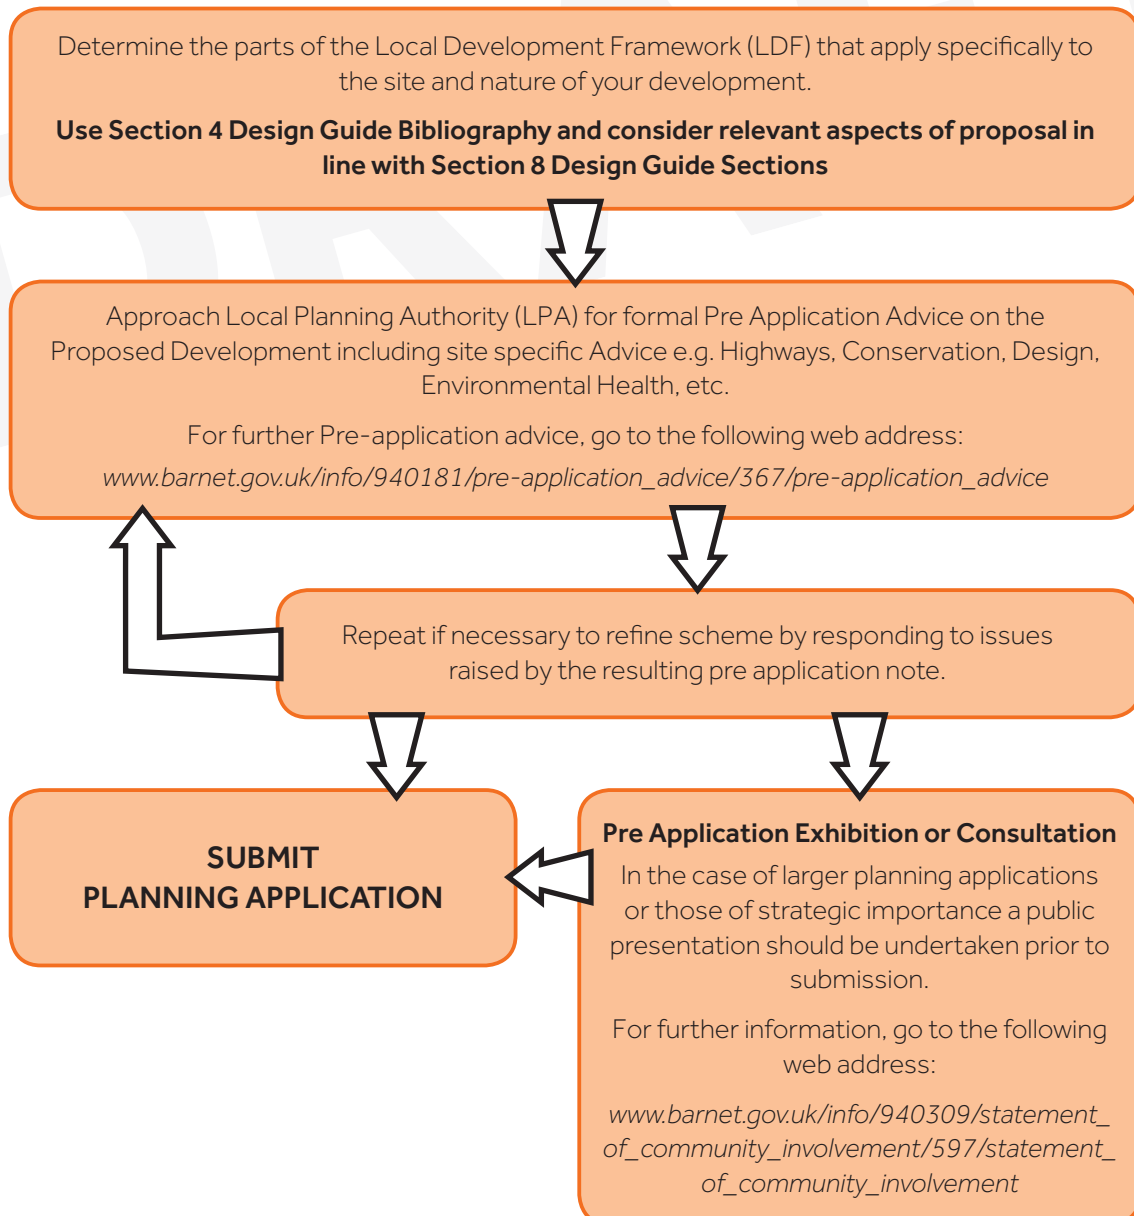 Determine the parts of the Local Development Framework (LDF) that apply specifically to
the site and nature of your development.
Use Section 4 Design Guide Bibliography and consider relevant aspects of proposal in
line with Section 8 Design Guide Sections
Approach Local Planning Authority (LPA) for formal Pre Application Advice on the
Proposed Development including site specific Advice e.g. Highways, Conservation, Design,
Environmental Health, etc.
For further Pre-application advice, go to the following web address:
www.barnet.gov.uk/info/940181/pre-application_advice/367/pre-application_advice
Repeat if necessary to refine scheme by responding to issues
raised by the resulting pre application note.
SUBMIT
PLANNING APPLICATION
Pre Application Exhibition or Consultation
In the case of larger planning applications
or those of strategic importance a public
presentation should be undertaken prior to
submission.
For further information, go to the following
web address:
www.barnet.gov.uk/info/940309/statement_
of_community_involvement/597/statement_
of_community_involvement